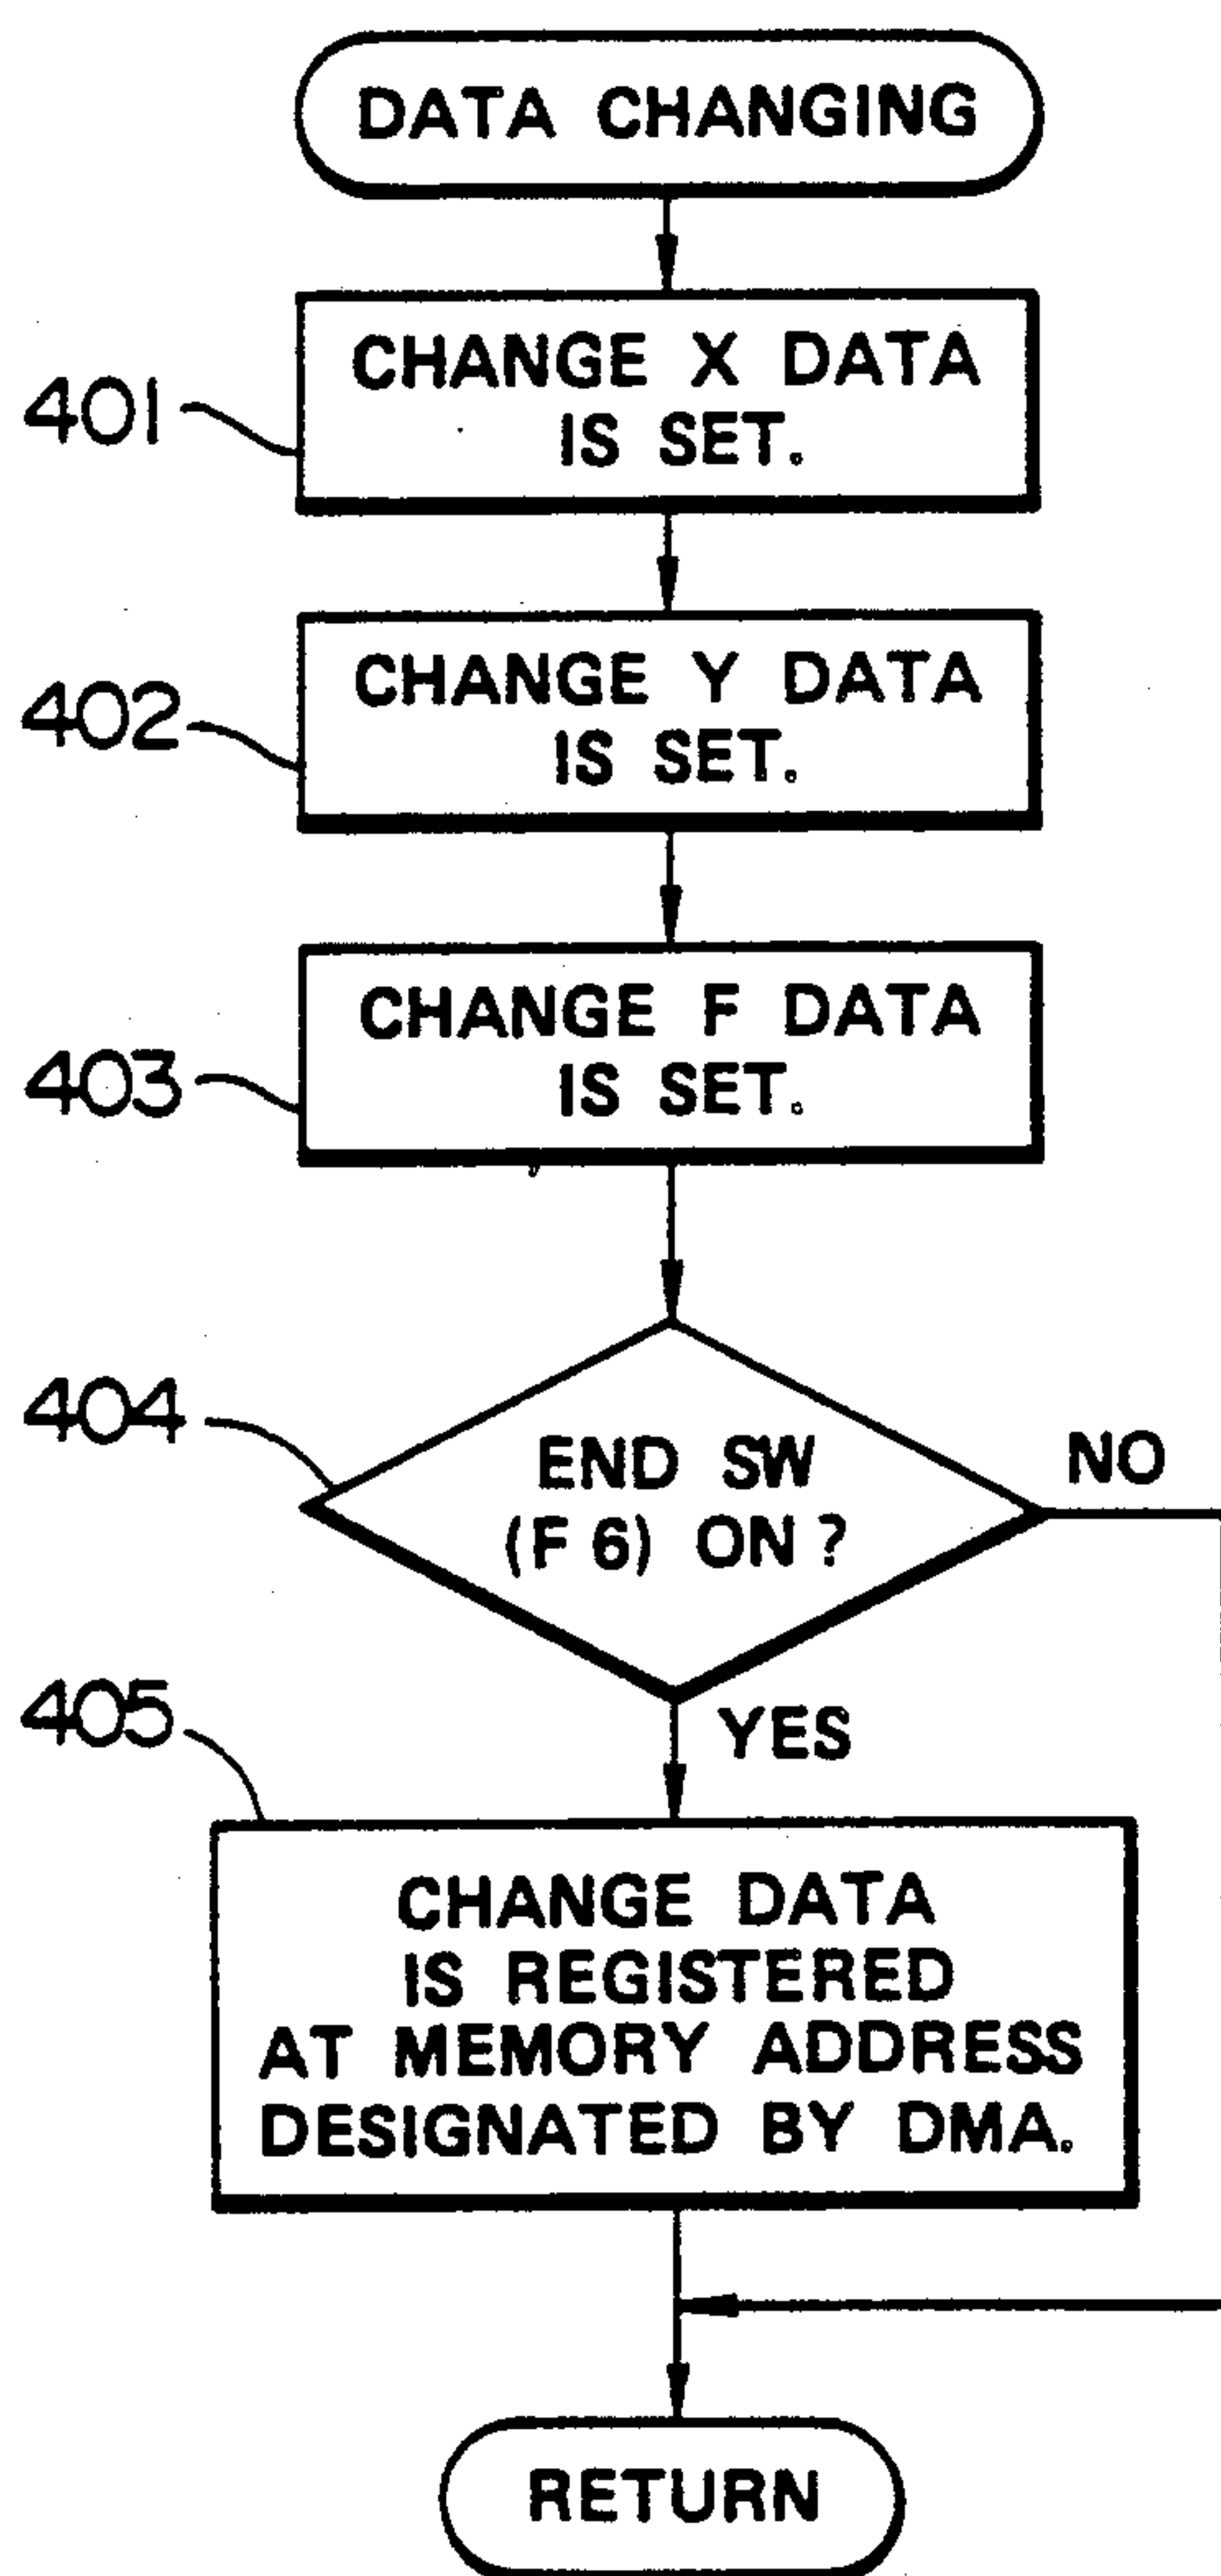 DATA CHANGING
401
CHANGE X DATA
IS SET.
402
CHANGE Y DATA
IS SET.
403
CHANGE F DATA
IS SET.
404
END SW
(F6) ON?
NO
YES
405
CHANGE DATA
IS REGISTERED
AT MEMORY ADDRESS
DESIGNATED BY DMA.
RETURN